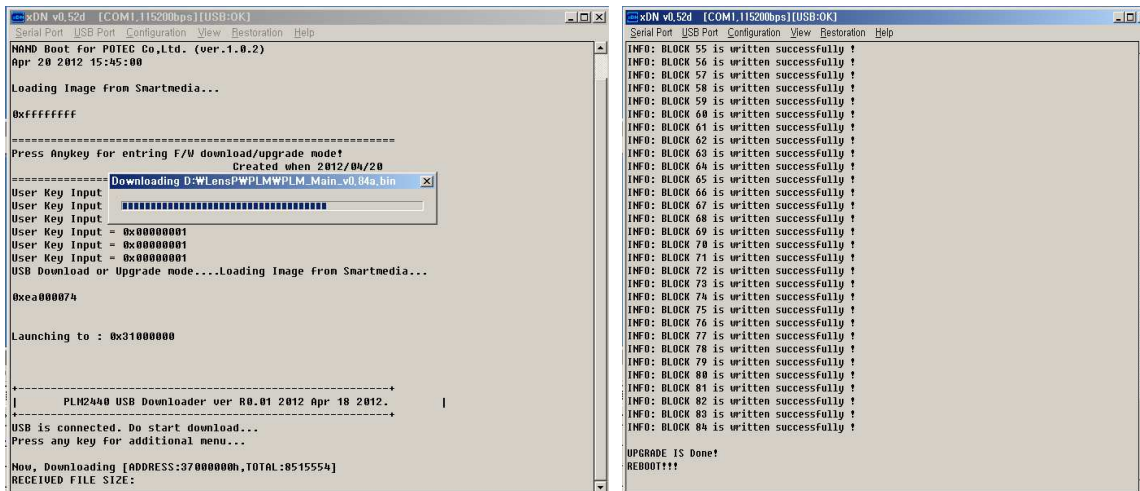 xDN v0,52d [COM1,115200bps][USB:OK]
Serial Port USB Port Configuration View Restoration Help
NAND Boot for POTEC Co,Ltd. (ver.1.0.2)
Apr 20 2012 15:45:00
Loading Image from Smartmedia...
0xffffffff
==========================================================
Press Anykey for entring F/W download/upgrade mode!
Created when 2012/04/20
===============
Downloading D:₩LensP₩PLM₩PLM_Main_v0,84a,bin
User Key Input
User Key Input
User Key Input
User Key Input = 0x00000001
User Key Input = 0x00000001
User Key Input = 0x00000001
USB Download or Upgrade mode....Loading Image from Smartmedia...
0xea000074
Launching to : 0x31000000
+---------------------------------------------------------+
| PLM2440 USB Downloader ver R0.01 2012 Apr 18 2012. |
+---------------------------------------------------------+
USB is connected. Do start download...
Press any key for additional menu...
Now, Downloading [ADDRESS:37000000h,TOTAL:8515554]
RECEIVED FILE SIZE:
xDN v0,52d [COM1,115200bps][USB:OK]
Serial Port USB Port Configuration View Restoration Help
INFO: BLOCK 55 is written successfully !
INFO: BLOCK 56 is written successfully !
INFO: BLOCK 57 is written successfully !
INFO: BLOCK 58 is written successfully !
INFO: BLOCK 59 is written successfully !
INFO: BLOCK 60 is written successfully !
INFO: BLOCK 61 is written successfully !
INFO: BLOCK 62 is written successfully !
INFO: BLOCK 63 is written successfully !
INFO: BLOCK 64 is written successfully !
INFO: BLOCK 65 is written successfully !
INFO: BLOCK 66 is written successfully !
INFO: BLOCK 67 is written successfully !
INFO: BLOCK 68 is written successfully !
INFO: BLOCK 69 is written successfully !
INFO: BLOCK 70 is written successfully !
INFO: BLOCK 71 is written successfully !
INFO: BLOCK 72 is written successfully !
INFO: BLOCK 73 is written successfully !
INFO: BLOCK 74 is written successfully !
INFO: BLOCK 75 is written successfully !
INFO: BLOCK 76 is written successfully !
INFO: BLOCK 77 is written successfully !
INFO: BLOCK 78 is written successfully !
INFO: BLOCK 79 is written successfully !
INFO: BLOCK 80 is written successfully !
INFO: BLOCK 81 is written successfully !
INFO: BLOCK 82 is written successfully !
INFO: BLOCK 83 is written successfully !
INFO: BLOCK 84 is written successfully !
UPGRADE IS Done!
REBOOT!!!